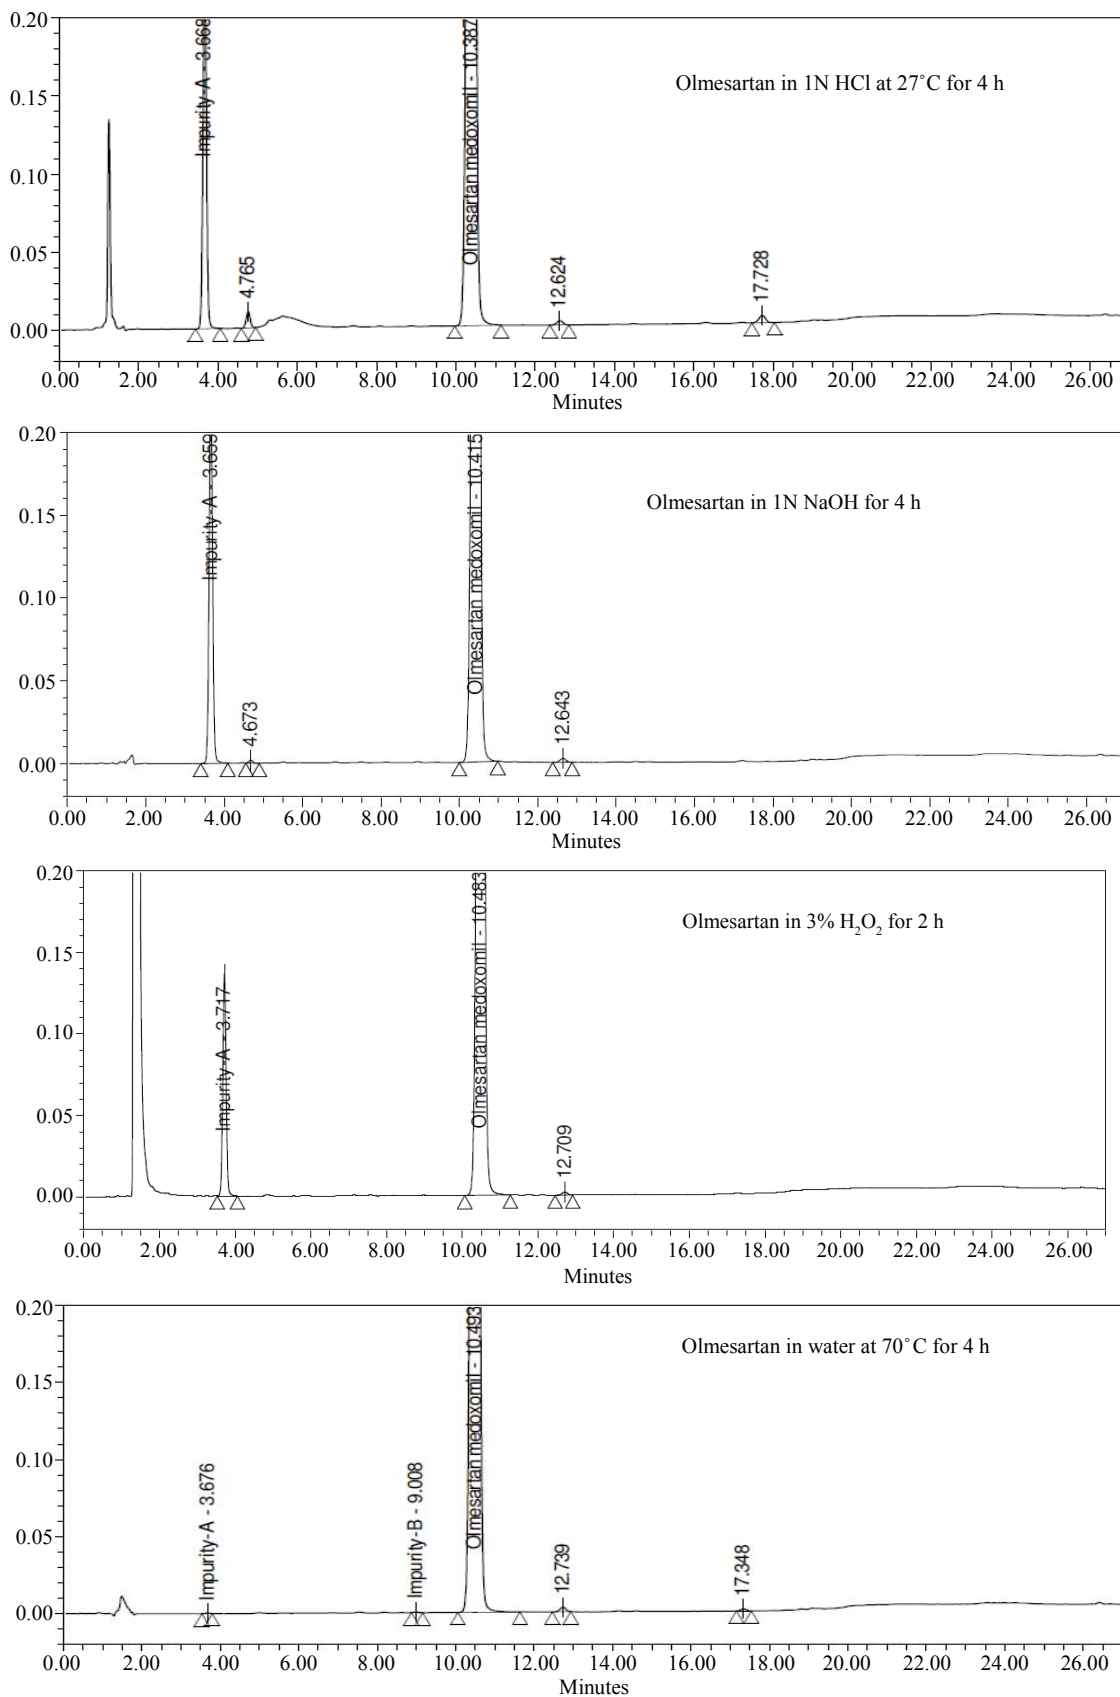 0.20
0.15
0.10
0.05
0.00
Impurity-A - 3.668
4.765
Olmesartan medoxomil - 10.387
12.624
17.728
Olmesartan in 1N HCl at 27˚C for 4 h
0.00 2.00 4.00 6.00 8.00 10.00 12.00 14.00 16.00 18.00 20.00 22.00 24.00 26.00
Minutes
0.20
0.15
0.10
0.05
0.00
Impurity-A - 3.659
4.673
Olmesartan medoxomil - 10.415
12.643
Olmesartan in 1N NaOH for 4 h
0.00 2.00 4.00 6.00 8.00 10.00 12.00 14.00 16.00 18.00 20.00 22.00 24.00 26.00
Minutes
0.20
0.15
0.10
0.05
0.00
Impurity-A - 3.717
Olmesartan medoxomil - 10.483
12.709
Olmesartan in 3% H₂O₂ for 2 h
0.00 2.00 4.00 6.00 8.00 10.00 12.00 14.00 16.00 18.00 20.00 22.00 24.00 26.00
Minutes
0.20
0.15
0.10
0.05
0.00
Impurity-A - 3.676
Impurity-B - 9.008
Olmesartan medoxomil - 10.493
12.739
17.348
Olmesartan in water at 70˚C for 4 h
0.00 2.00 4.00 6.00 8.00 10.00 12.00 14.00 16.00 18.00 20.00 22.00 24.00 26.00
Minutes